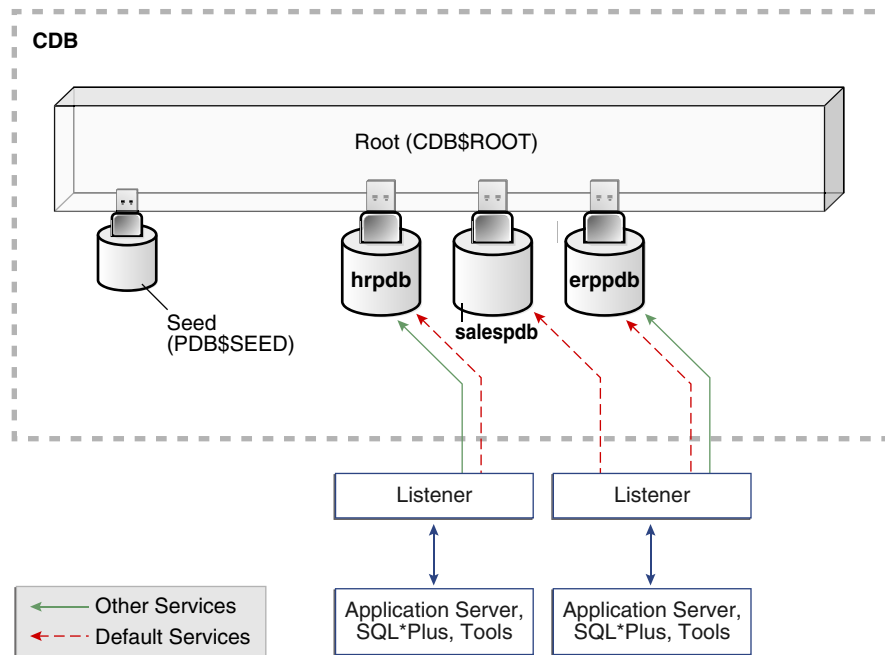 CDB
Root (CDB$ROOT)
hrpdb
erppdb
salespdb
Seed
(PDB$SEED)
Listener
Listener
Other Services
Default Services
Application Server,
SQL*Plus, Tools
Application Server,
SQL*Plus, Tools